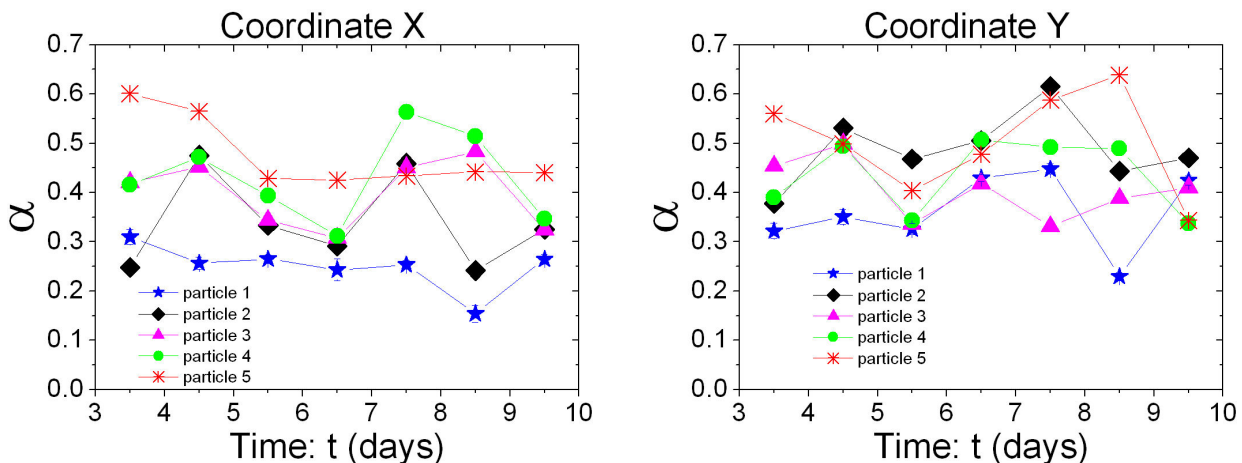 Coordinate X
0.7
0.6
0.5
0.4
0.3
0.2
0.1
0.0
α
particle 1
particle 2
particle 3
particle 4
particle 5
3 4 5 6 7 8 9 10
Time: t (days)
Coordinate Y
0.7
0.6
0.5
0.4
0.3
0.2
0.1
0.0
α
particle 1
particle 2
particle 3
particle 4
particle 5
3 4 5 6 7 8 9 10
Time: t (days)